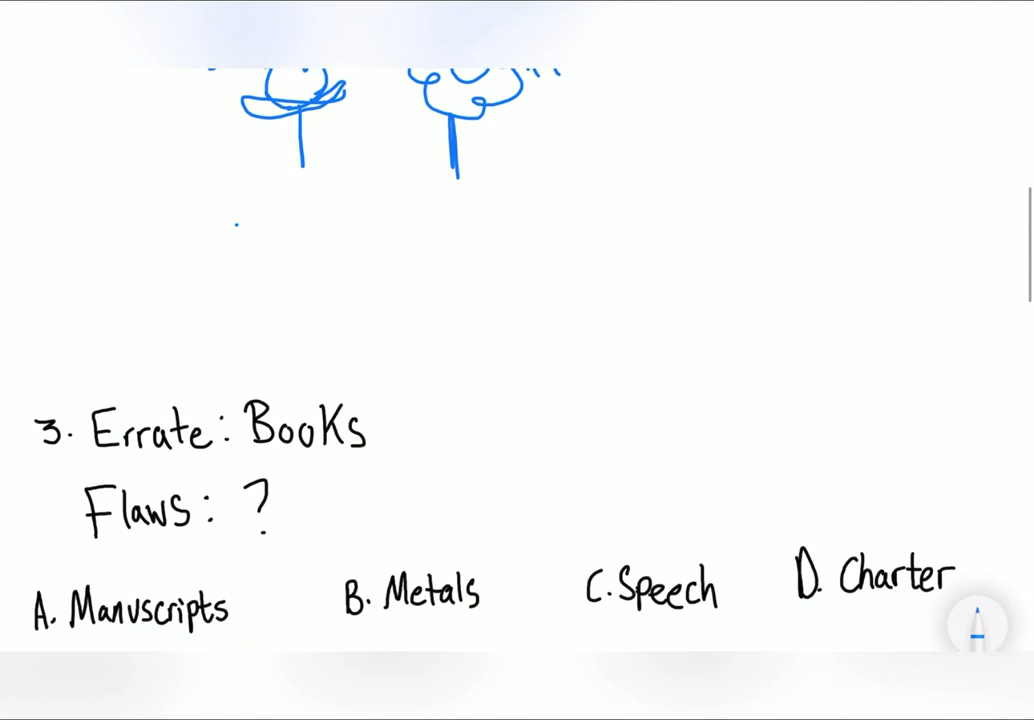 3. Errate: Books
Flaws: ?
A. Manuscripts B. Metals C. Speech D. Charter